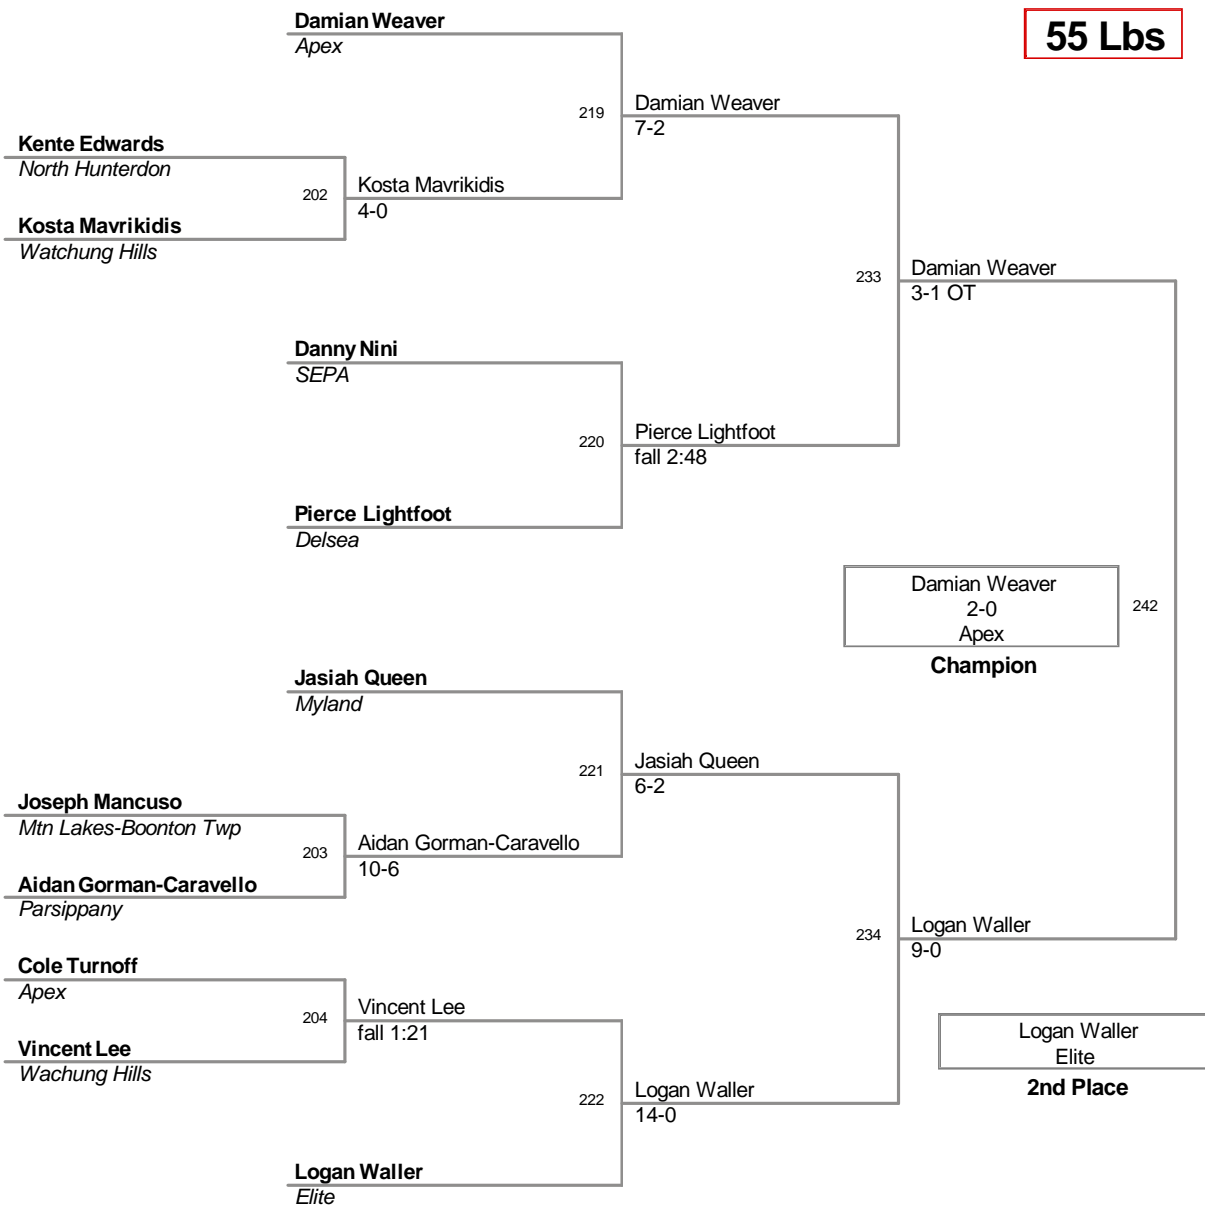 55 Lbs
Damian Weaver
Apex
219
Damian Weaver
7-2
Kente Edwards
North Hunterdon
202
Kosta Mavrikidis
4-0
Kosta Mavrikidis
Watchung Hills
233
Damian Weaver
3-1 OT
Danny Nini
SEPA
220
Pierce Lightfoot
fall 2:48
Pierce Lightfoot
Delsea
Damian Weaver
2-0
Apex
Champion
242
Jasiah Queen
Myland
221
Jasiah Queen
6-2
Joseph Mancuso
Mtn Lakes-Boonton Twp
203
Aidan Gorman-Caravello
10-6
Aidan Gorman-Caravello
Parsippany
234
Logan Waller
9-0
Cole Turnoff
Apex
204
Vincent Lee
fall 1:21
Vincent Lee
Wachung Hills
222
Logan Waller
14-0
Logan Waller
Elite
Logan Waller
Elite
2nd Place